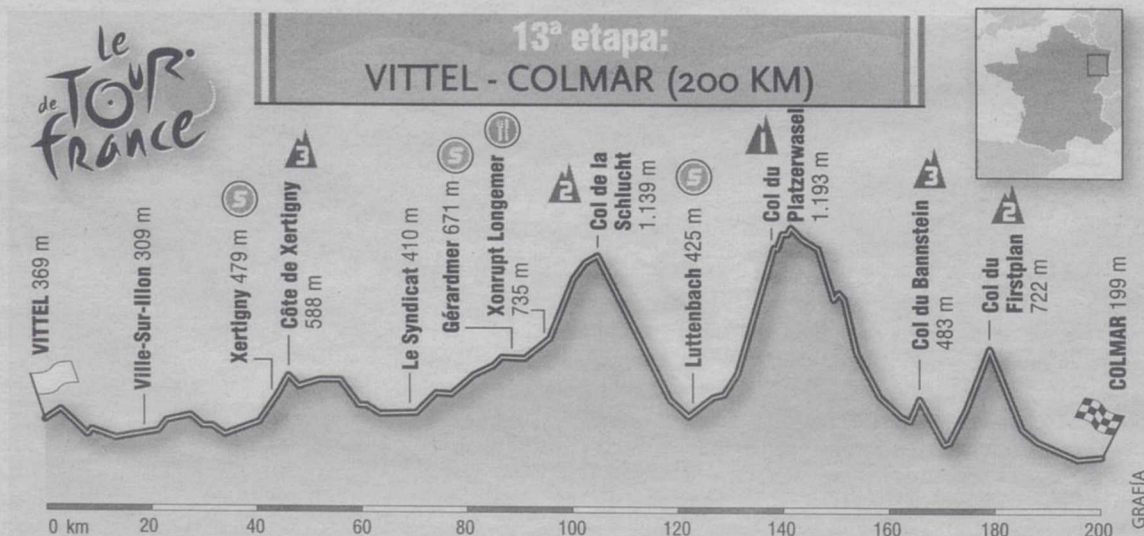 Le
TOUR
de
france
13ª etapa:
VITTEL - COLMAR (200 KM)
VITTEL 369 m
Ville-Sur-Illon 309 m
S
Xertigny 479 m
3
Côte de Xertigny
588 m
Le Syndicat 410 m
S
Gérardmer 671 m
Xonrupt Longemer
735 m
2
Col de la
Schlucht
1.139 m
S
Luttenbach 425 m
1
Col du
Platzerwasel
1.193 m
3
Col du Bannstein
483 m
2
Col du
Firstplan
722 m
COLMAR 199 m
0 km 20 40 60 80 100 120 140 160 180 200
GRAFÍA